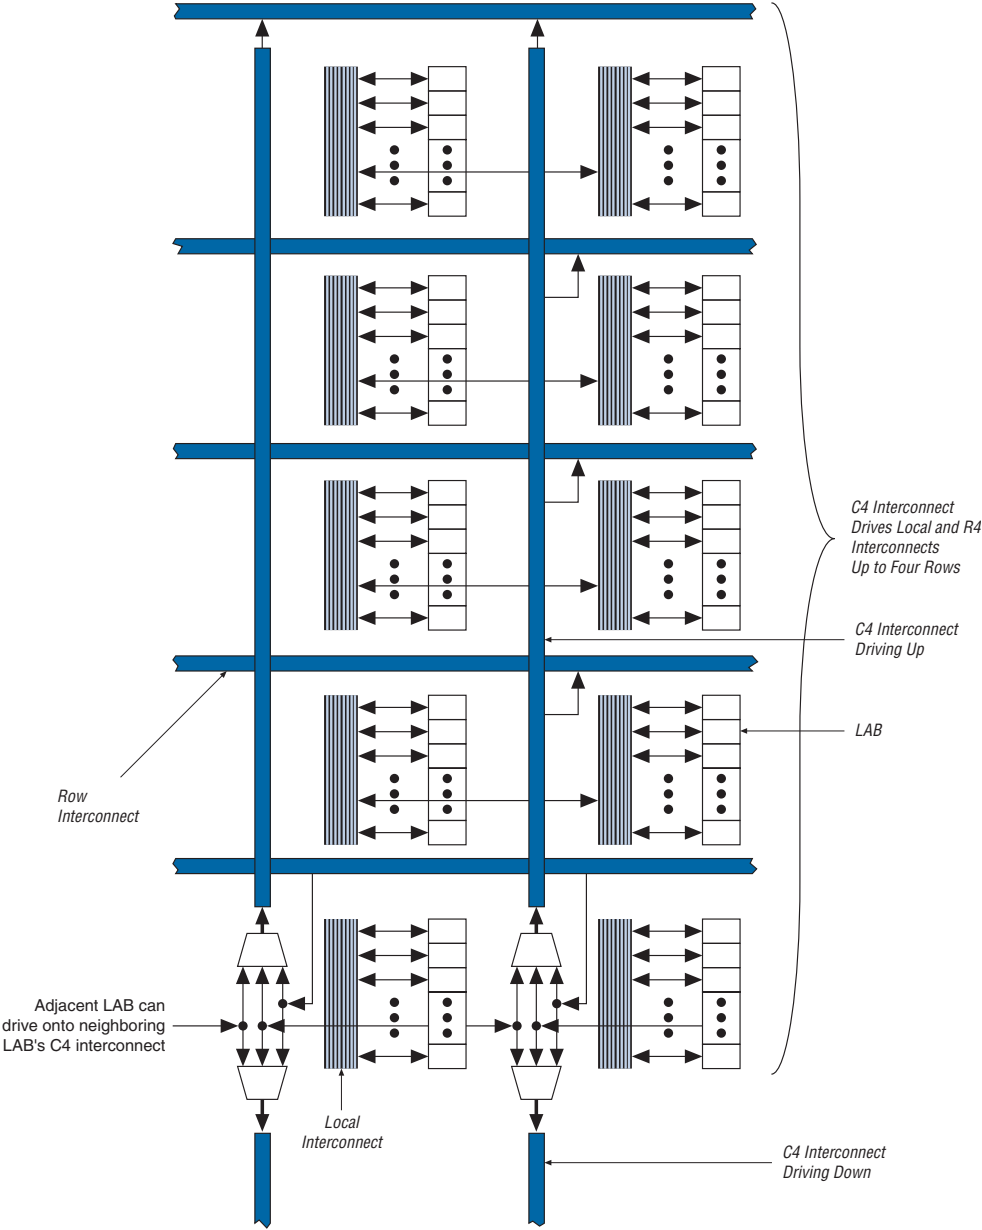 C4 Interconnect
Drives Local and R4
Interconnects
Up to Four Rows
C4 Interconnect
Driving Up
LAB
Row
Interconnect
Adjacent LAB can
drive onto neighboring
LAB's C4 interconnect
Local
Interconnect
C4 Interconnect
Driving Down